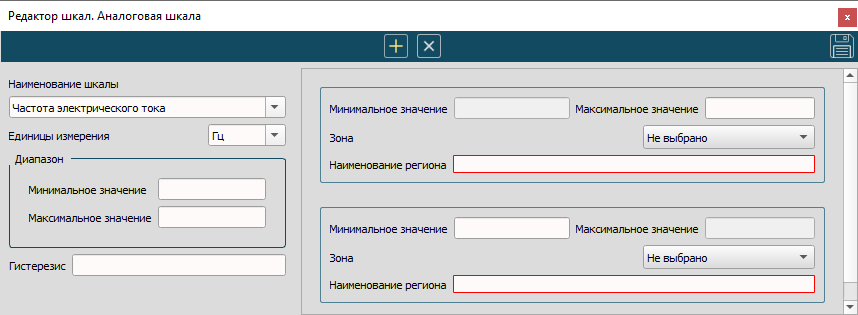 Редактор шкал. Аналоговая шкала
Наименование шкалы
Частота электрического тока
Единицы измерения Гц
Диапазон
Минимальное значение
Максимальное значение
Гистерезис
Минимальное значение Максимальное значение
Зона Не выбрано
Наименование региона
Минимальное значение Максимальное значение
Зона Не выбрано
Наименование региона